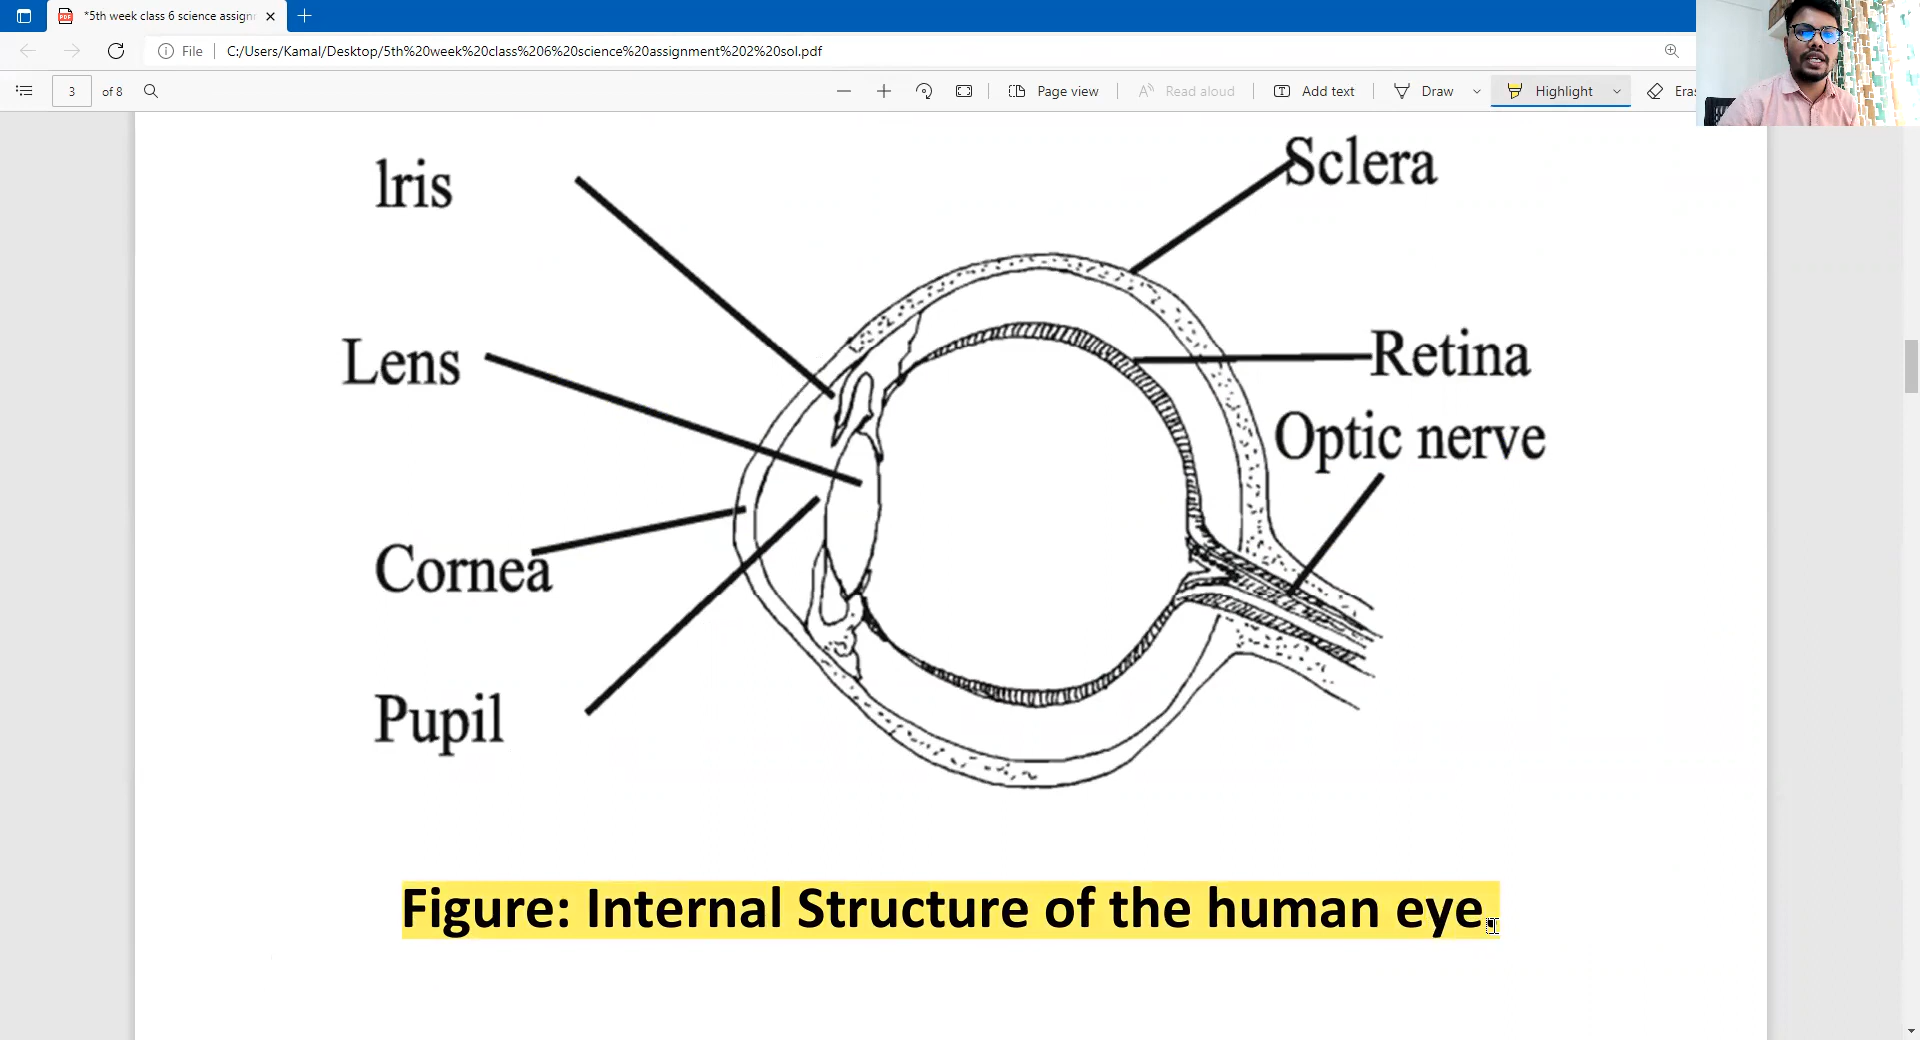 *5th week class 6 science assignm
File
C:/Users/Kamal/Desktop/5th%20week%20class%206%20science%20assignment%202%20sol.pdf
3 of 8
Page view
Read aloud
Add text
Draw
Highlight
Eras
Iris
Sclera
Lens
Retina
Optic nerve
Cornea
Pupil
Figure: Internal Structure of the human eye.